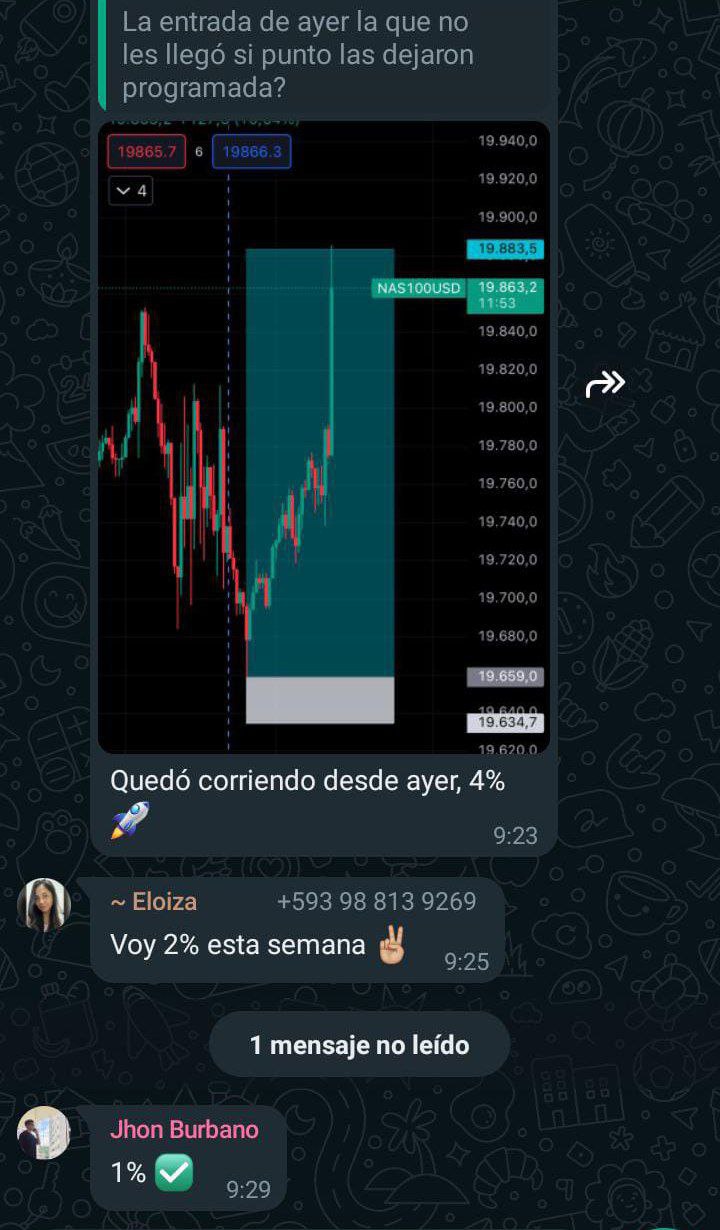 La entrada de ayer la que no
les llegó si punto las dejaron
programada?
19865.7 6 19866.3
4
19.940,0
19.920,0
19.900,0
19.883,5
NAS100USD 19.863,2
11:53
19.840,0
19.820,0
19.800,0
19.780,0
19.760,0
19.740,0
19.720,0
19.700,0
19.680,0
19.659,0
19.640,0
19.634,7
19.620,0
Quedó corriendo desde ayer, 4%
🚀
9:23
~ Eloiza +593 98 813 9269
Voy 2% esta semana ✌🏼
9:25
1 mensaje no leído
Jhon Burbano
1% ✅
9:29